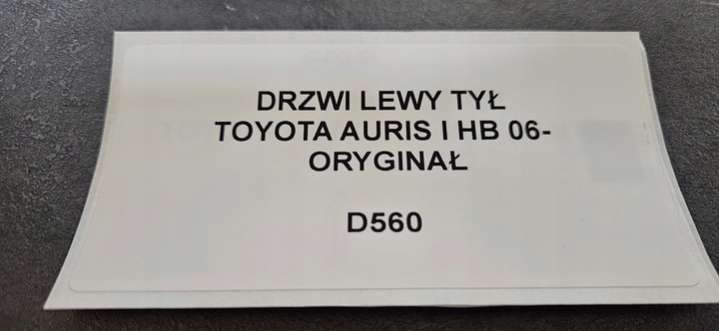 DRZWI LEWY TYŁ
TOYOTA AURIS I HB 06-
ORYGINAŁ
D560